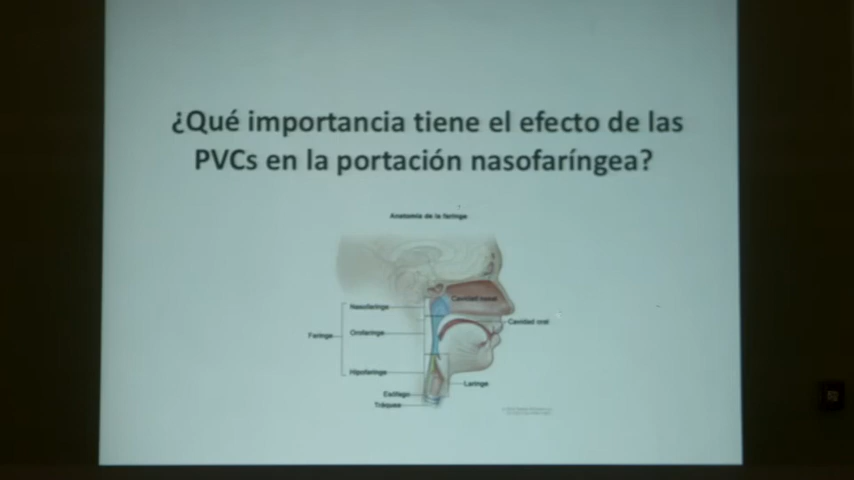 ¿Qué importancia tiene el efecto de las
PVCs en la portación nasofaríngea?
Anatomía de la faringe
Cavidad nasal
Nasofaringe
Cavidad oral
Faringe
Orofaringe
Hipofaringe
Laringe
Esófago
Tráquea